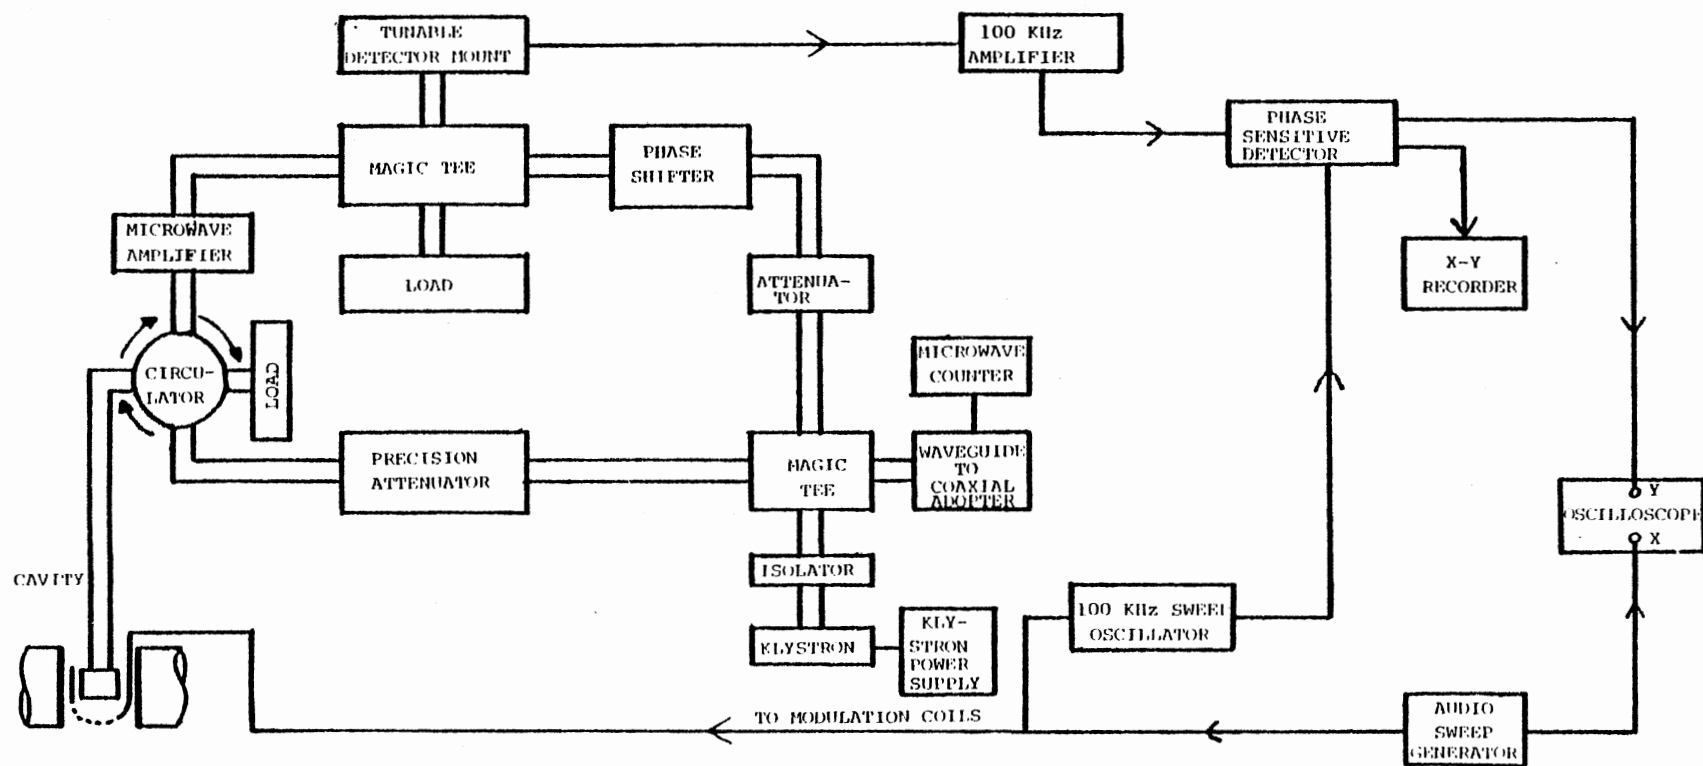 TUNABLE
DETECTOR MOUNT
100 KHz
AMPLIFIER
PHASE
SENSITIVE
DETECTOR
MAGIC TEE
PHASE
SHIFTER
MICROWAVE
AMPLIFIER
LOAD
ATTENUA-
TOR
X-Y
RECORDER
CIRCU-
LATOR
LOAD
MICROWAVE
COUNTER
PRECISION
ATTENUATOR
MAGIC
TEE
WAVEGUIDE
TO
COAXIAL
ADOPTER
Y
OSCILLOSCOPE
X
CAVITY
ISOLATOR
100 KHz SWEEP
OSCILLATOR
KLYSTRON
KLY-
STRON
POWER
SUPPLY
TO MODULATION COILS
AUDIO
SWEEP
GENERATOR